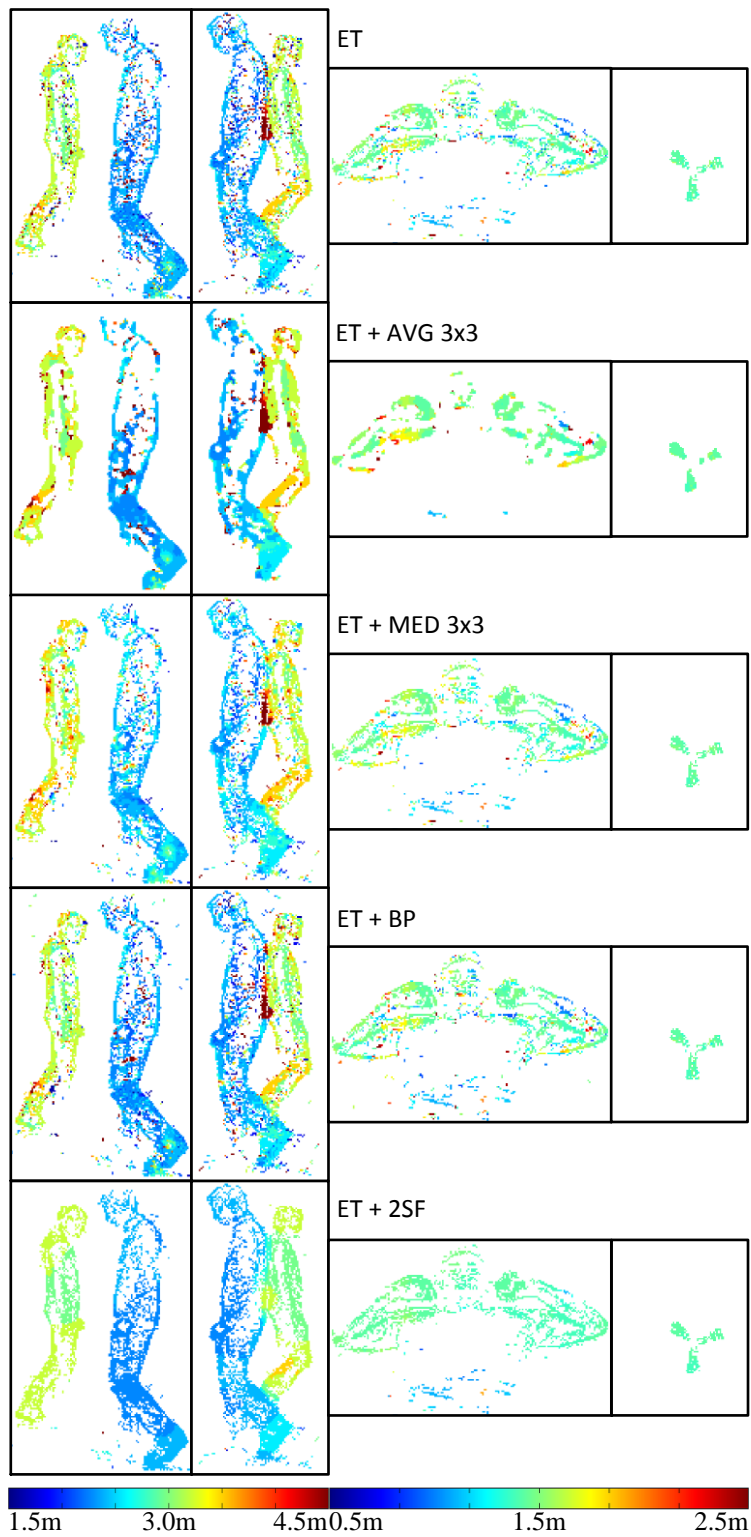 ET
ET + AVG 3x3
ET + MED 3x3
ET + BP
ET + 2SF
1.5m 3.0m 4.5m 0.5m 1.5m 2.5m